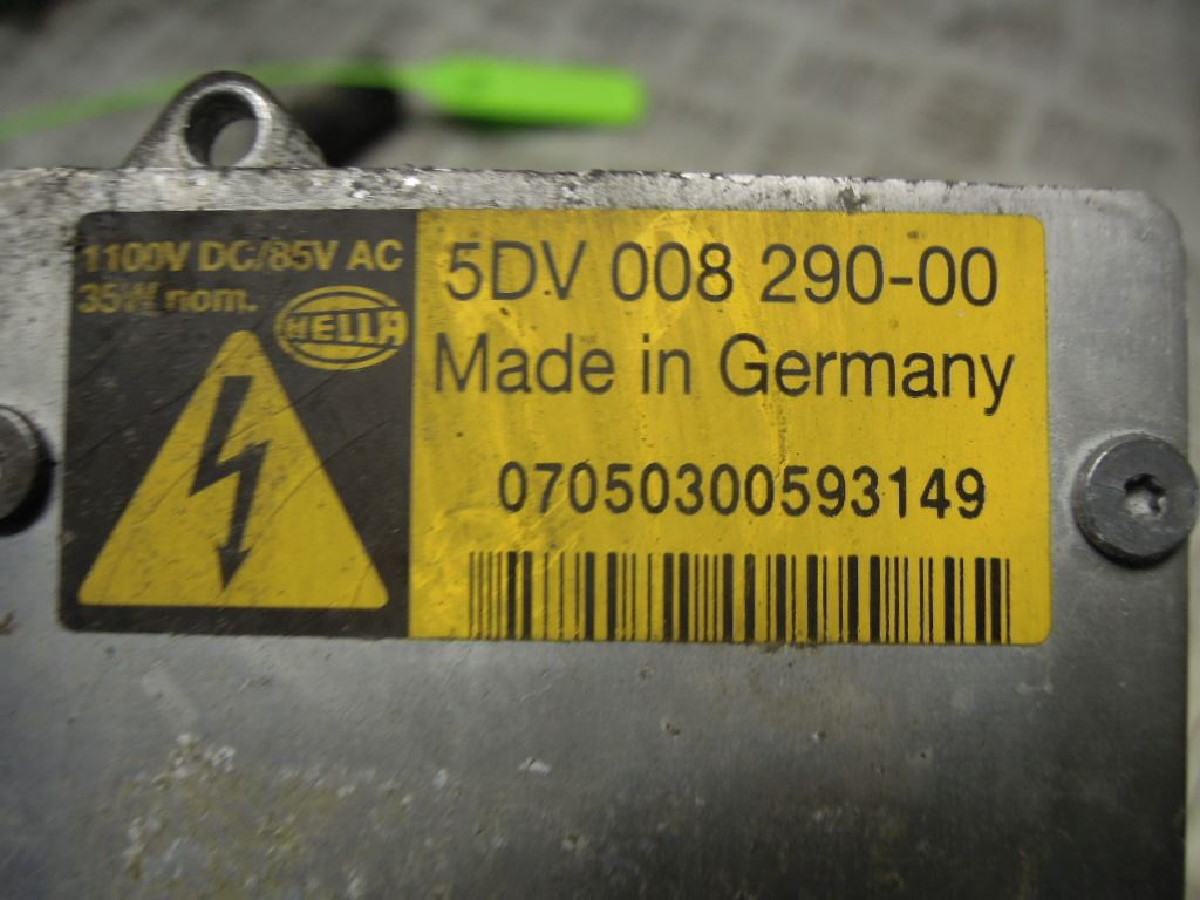 1100V DC/85V AC
35W nom.
HELLA
5DV 008 290-00
Made in Germany
07050300593149